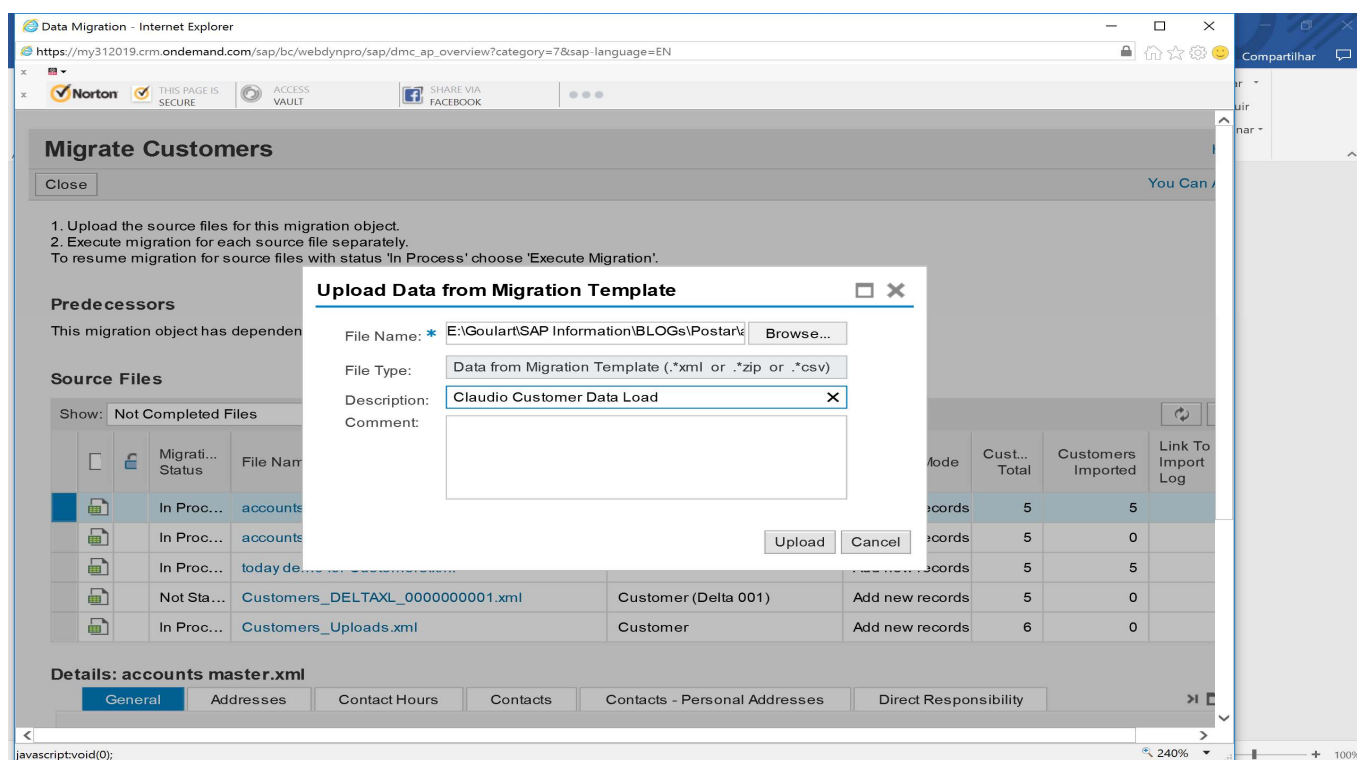 Data Migration - Internet Explorer
https://my312019.crm.ondemand.com/sap/bc/webdynpro/sap/dmc_ap_overview?category=7&sap-language=EN
Compartilhar
x
x Norton THIS PAGE IS SECURE ACCESS VAULT SHARE VIA FACEBOOK
ar
uir
nar
Migrate Customers
Close You Can A
1. Upload the source files for this migration object.
2. Execute migration for each source file separately.
To resume migration for source files with status 'In Process' choose 'Execute Migration'.
Predecessors
This migration object has dependen
Source Files
Show: Not Completed Files
Upload Data from Migration Template
File Name: * E:\Goulart\SAP Information\BLOGs\Postar\a Browse...
File Type: Data from Migration Template (.*xml or .*zip or .*csv)
Description: Claudio Customer Data Load
Comment:
Upload Cancel
Migrati... Status File Nam Mode Cust... Total Customers Imported Link To Import Log
In Proc... accounts ecords 5 5
In Proc... accounts ecords 5 0
In Proc... today de records 5 5
Not Sta... Customers_DELTAXL_0000000001.xml Customer (Delta 001) Add new records 5 0
In Proc... Customers_Uploads.xml Customer Add new records 6 0
Details: accounts master.xml
General Addresses Contact Hours Contacts Contacts - Personal Addresses Direct Responsibility
javascript:void(0); 240% 100%